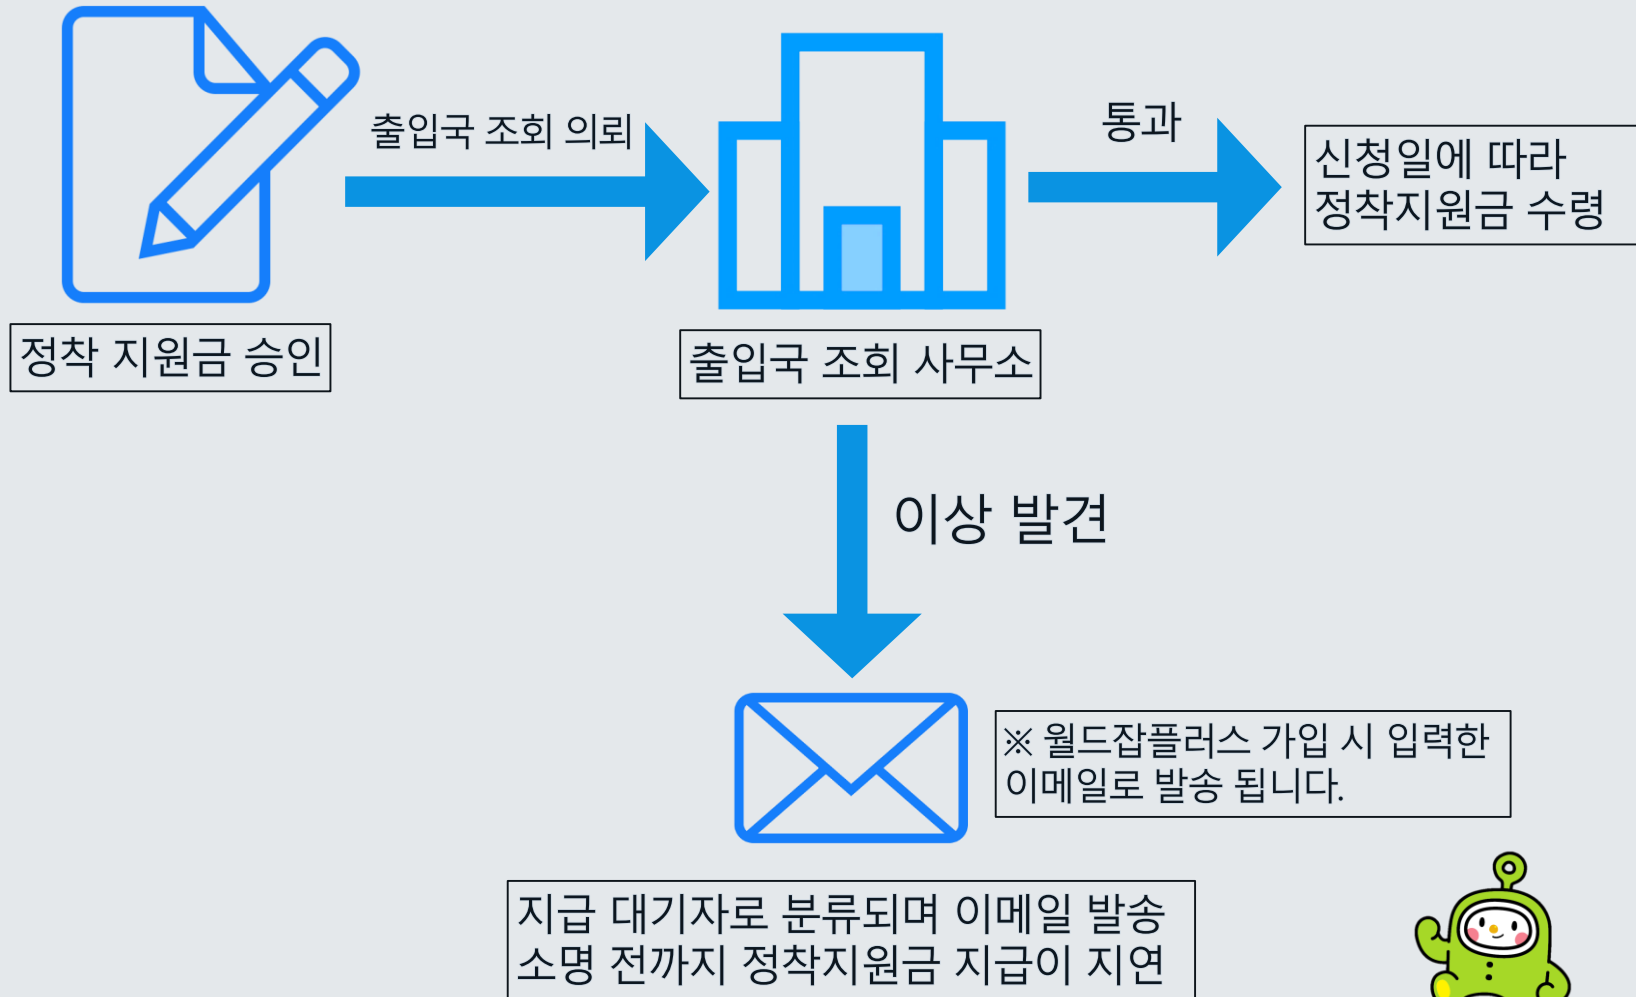 출입국 조회 의뢰
통과
신청일에 따라
정착지원금 수령
정착 지원금 승인
출입국 조회 사무소
이상 발견
※ 월드잡플러스 가입 시 입력한
이메일로 발송 됩니다.
지급 대기자로 분류되며 이메일 발송
소명 전까지 정착지원금 지급이 지연